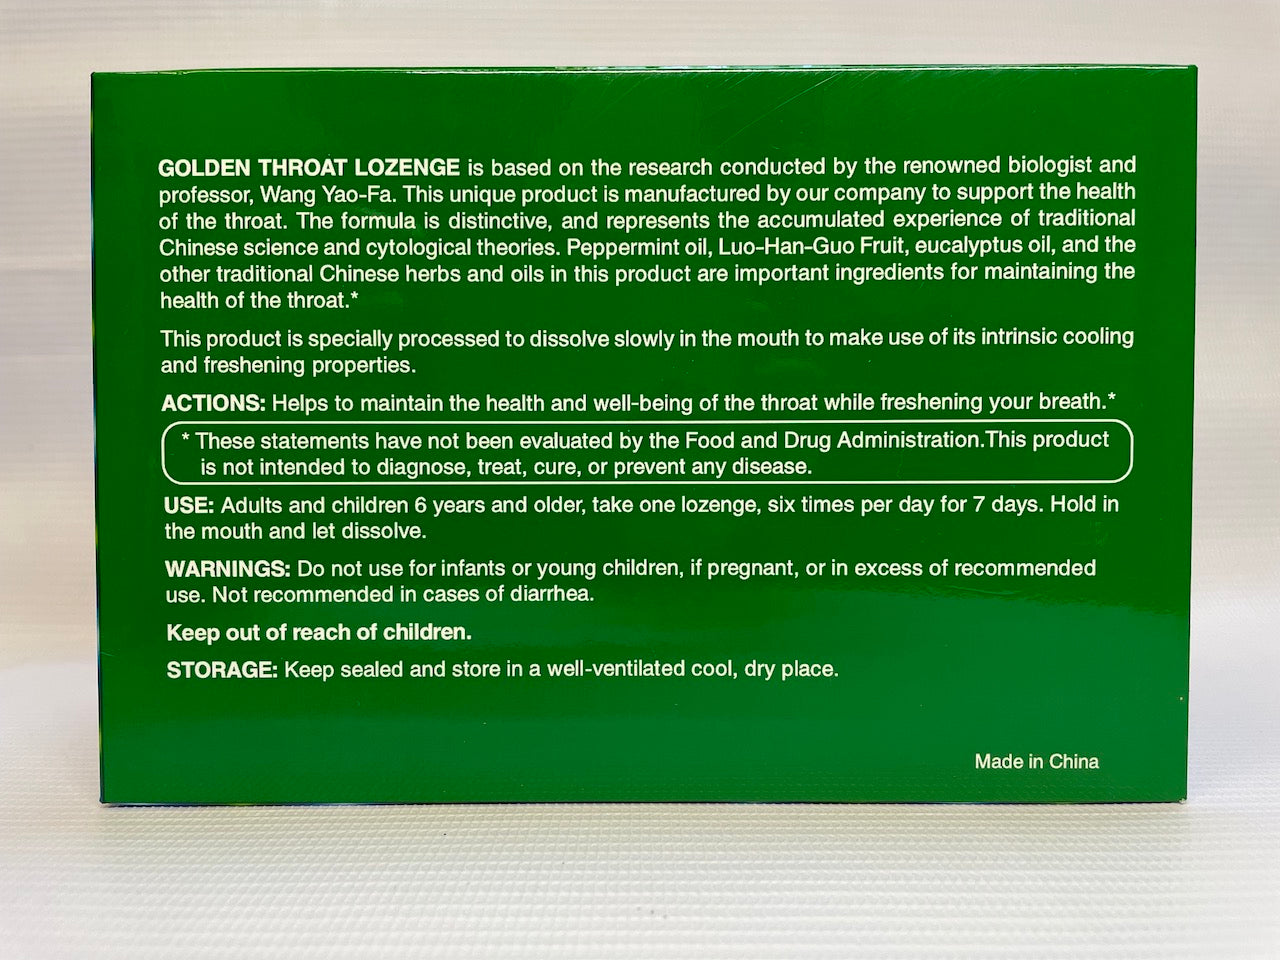 GOLDEN THROAT LOZENGE is based on the research conducted by the renowned biologist and
professor, Wang Yao-Fa. This unique product is manufactured by our company to support the health
of the throat. The formula is distinctive, and represents the accumulated experience of traditional
Chinese science and cytological theories. Peppermint oil, Luo-Han-Guo Fruit, eucalyptus oil, and the
other traditional Chinese herbs and oils in this product are important ingredients for maintaining the
health of the throat.*
This product is specially processed to dissolve slowly in the mouth to make use of its intrinsic cooling
and freshening properties.
ACTIONS: Helps to maintain the health and well-being of the throat while freshening your breath.*
* These statements have not been evaluated by the Food and Drug Administration.This product
is not intended to diagnose, treat, cure, or prevent any disease.
USE: Adults and children 6 years and older, take one lozenge, six times per day for 7 days. Hold in
the mouth and let dissolve.
WARNINGS: Do not use for infants or young children, if pregnant, or in excess of recommended
use. Not recommended in cases of diarrhea.
Keep out of reach of children.
STORAGE: Keep sealed and store in a well-ventilated cool, dry place.
Made in China